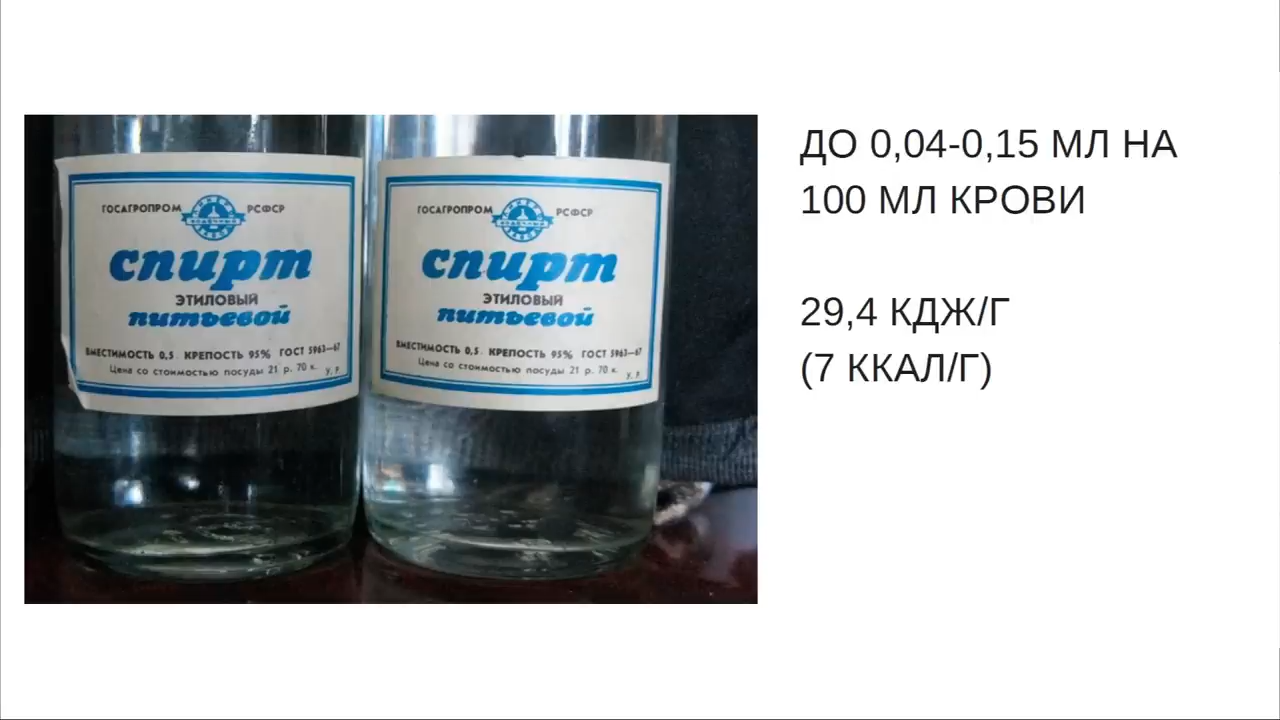 ГОСАГРОПРОМ РСФСР
спирт
ЭТИЛОВЫЙ
питьевой
ВМЕСТИМОСТЬ 0,5 КРЕПОСТЬ 95% ГОСТ 5963—67
Цена со стоимостью посуды 21 р. 70 к. У. Р.
ГОСАГРОПРОМ РСФСР
спирт
ЭТИЛОВЫЙ
питьевой
ВМЕСТИМОСТЬ 0,5 КРЕПОСТЬ 95% ГОСТ 5963—67
Цена со стоимостью посуды 21 р. 70 к. У. Р.
ДО 0,04-0,15 МЛ НА
100 МЛ КРОВИ
29,4 КДЖ/Г
(7 ККАЛ/Г)